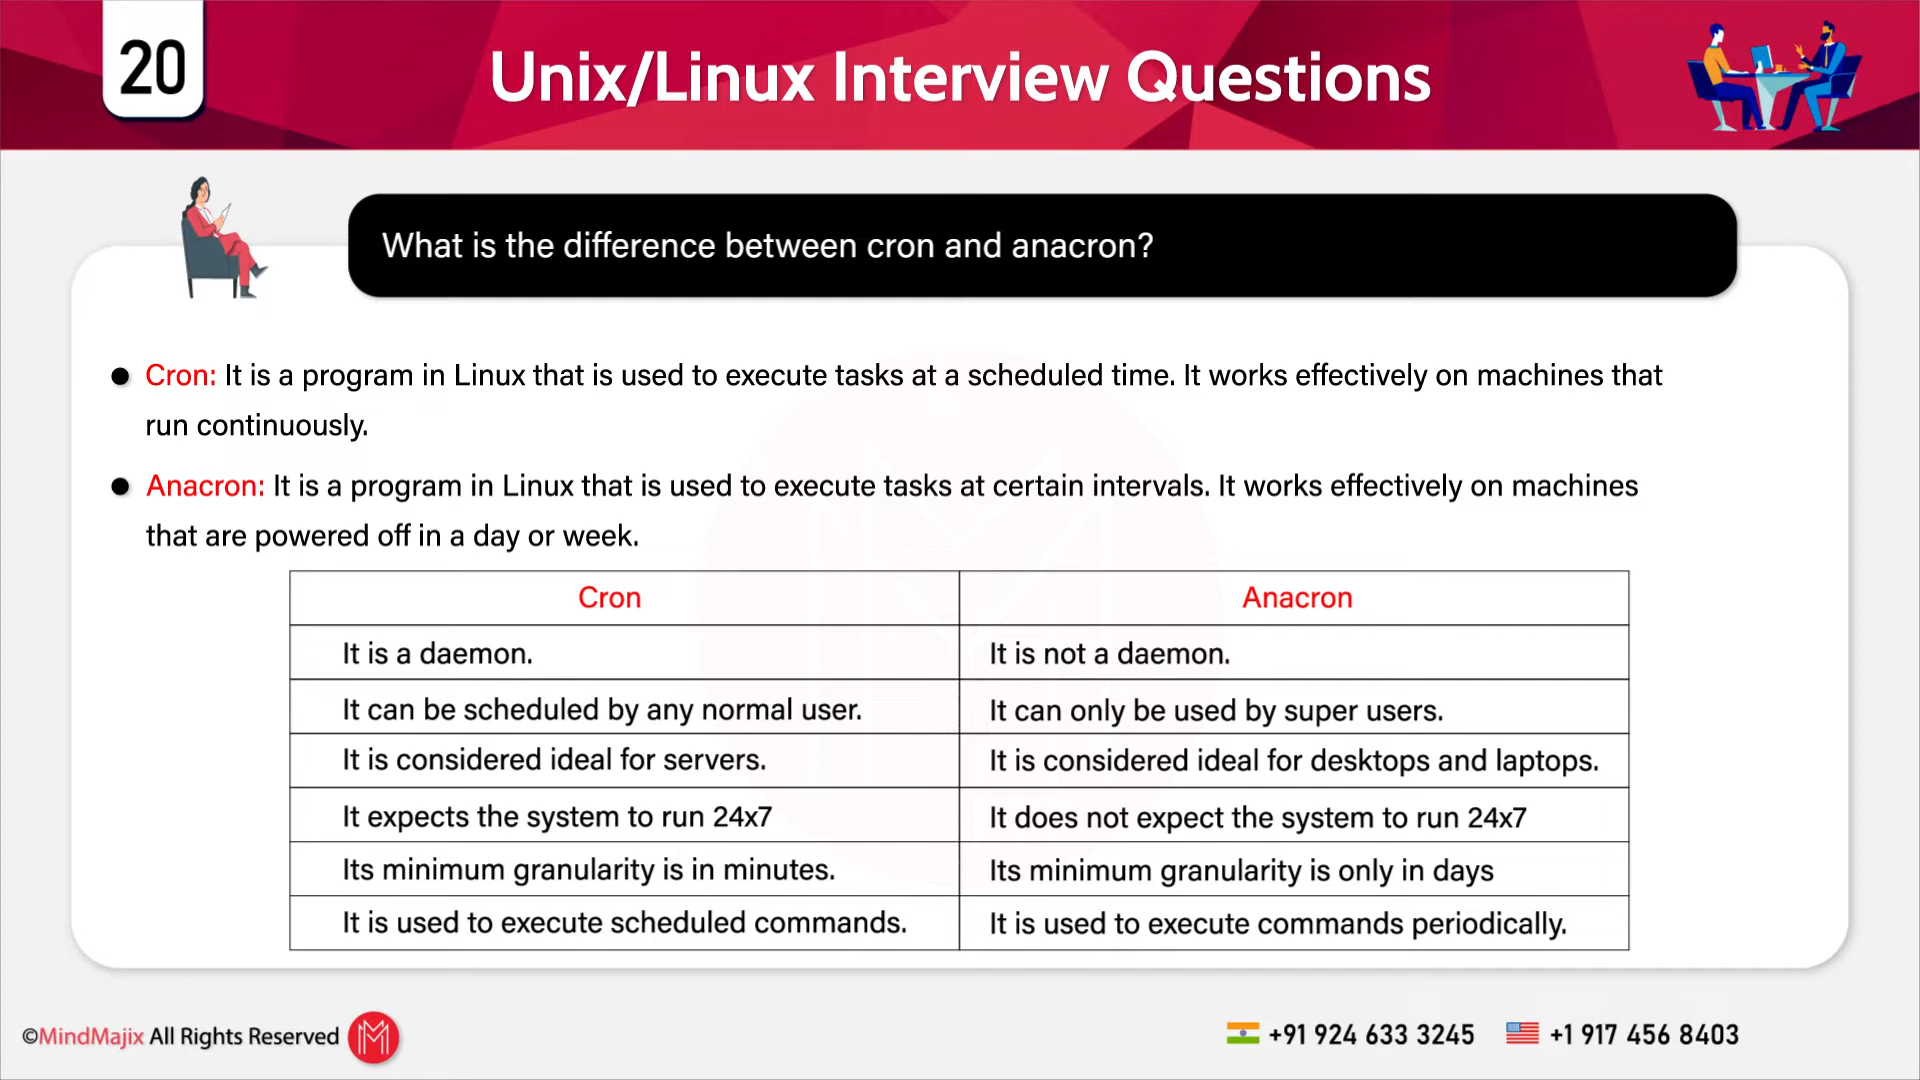 20
Unix/Linux Interview Questions
What is the difference between cron and anacron?
● Cron: It is a program in Linux that is used to execute tasks at a scheduled time. It works effectively on machines that
run continuously.
● Anacron: It is a program in Linux that is used to execute tasks at certain intervals. It works effectively on machines
that are powered off in a day or week.
Cron Anacron
It is a daemon. It is not a daemon.
It can be scheduled by any normal user. It can only be used by super users.
It is considered ideal for servers. It is considered ideal for desktops and laptops.
It expects the system to run 24x7 It does not expect the system to run 24x7
Its minimum granularity is in minutes. Its minimum granularity is only in days
It is used to execute scheduled commands. It is used to execute commands periodically.
©MindMajix All Rights Reserved +91 924 633 3245 +1 917 456 8403